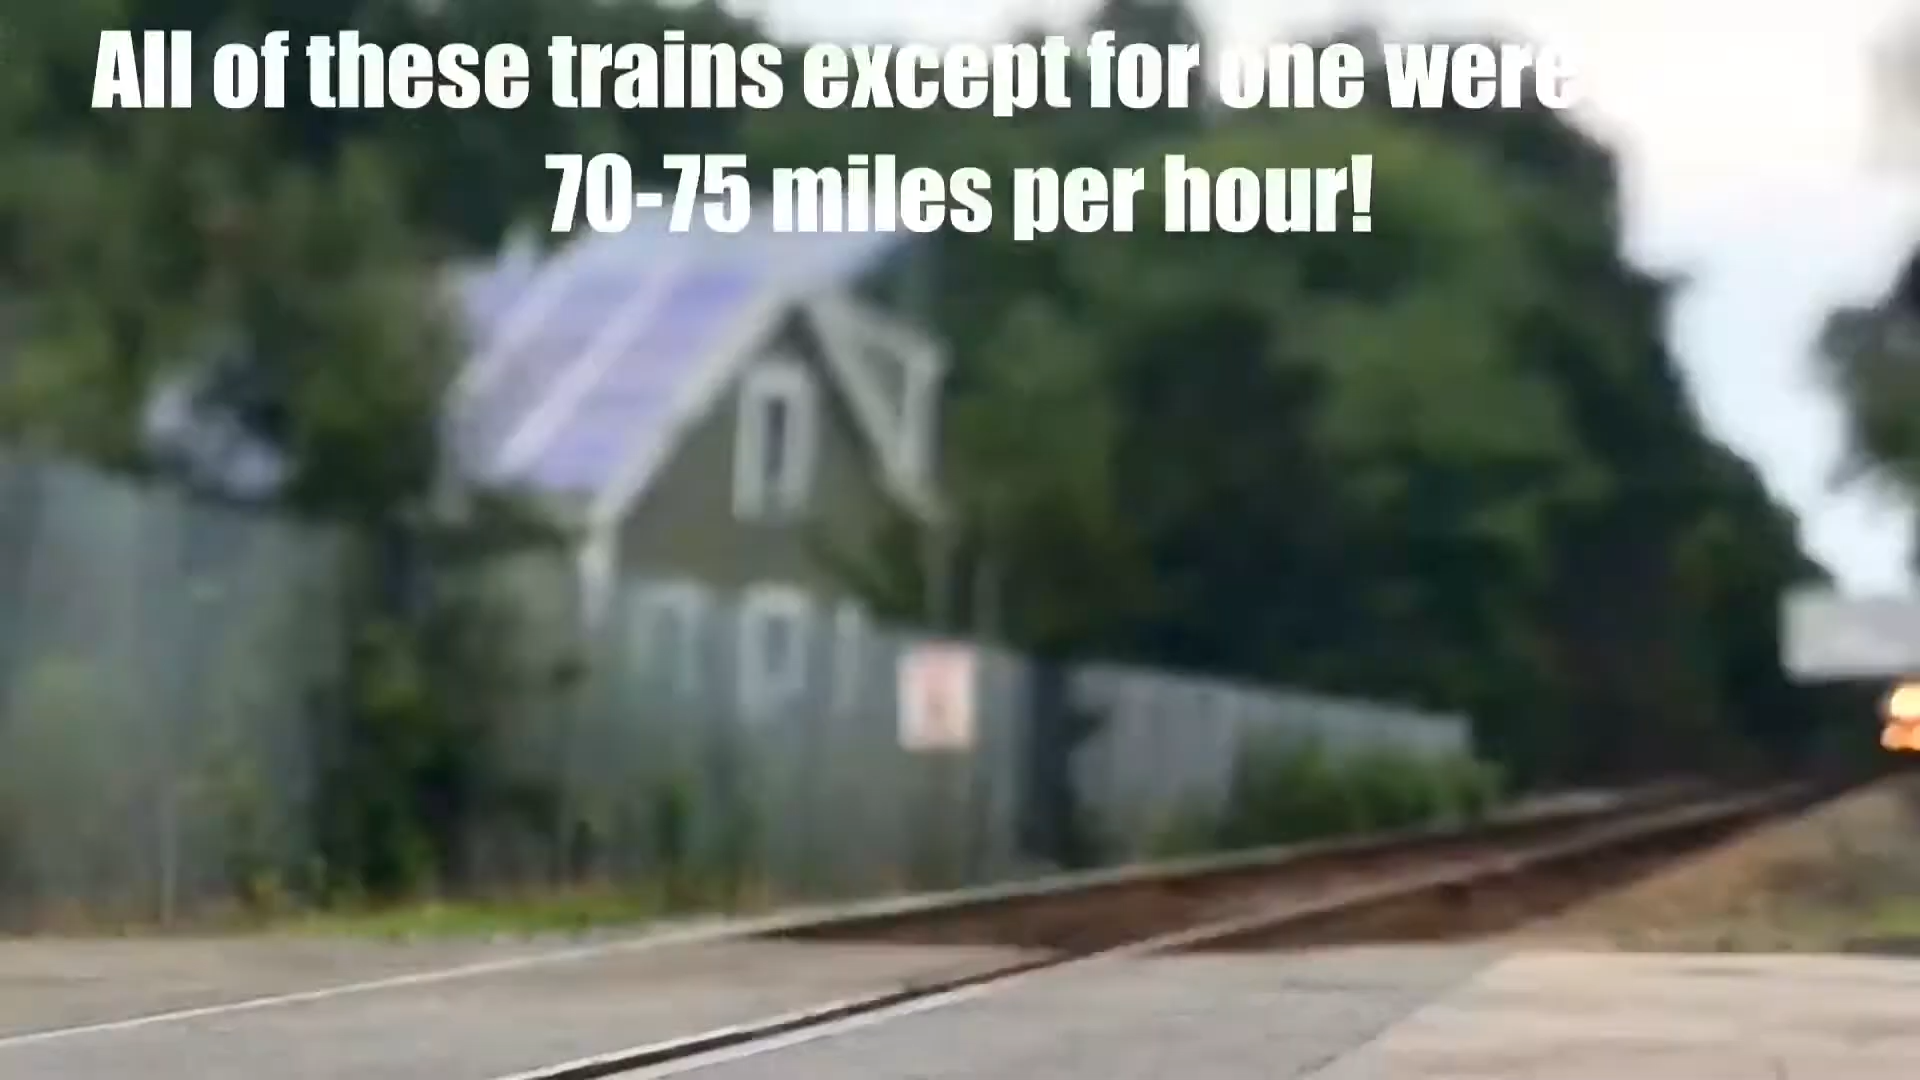 All of these trains except for one were
70-75 miles per hour!